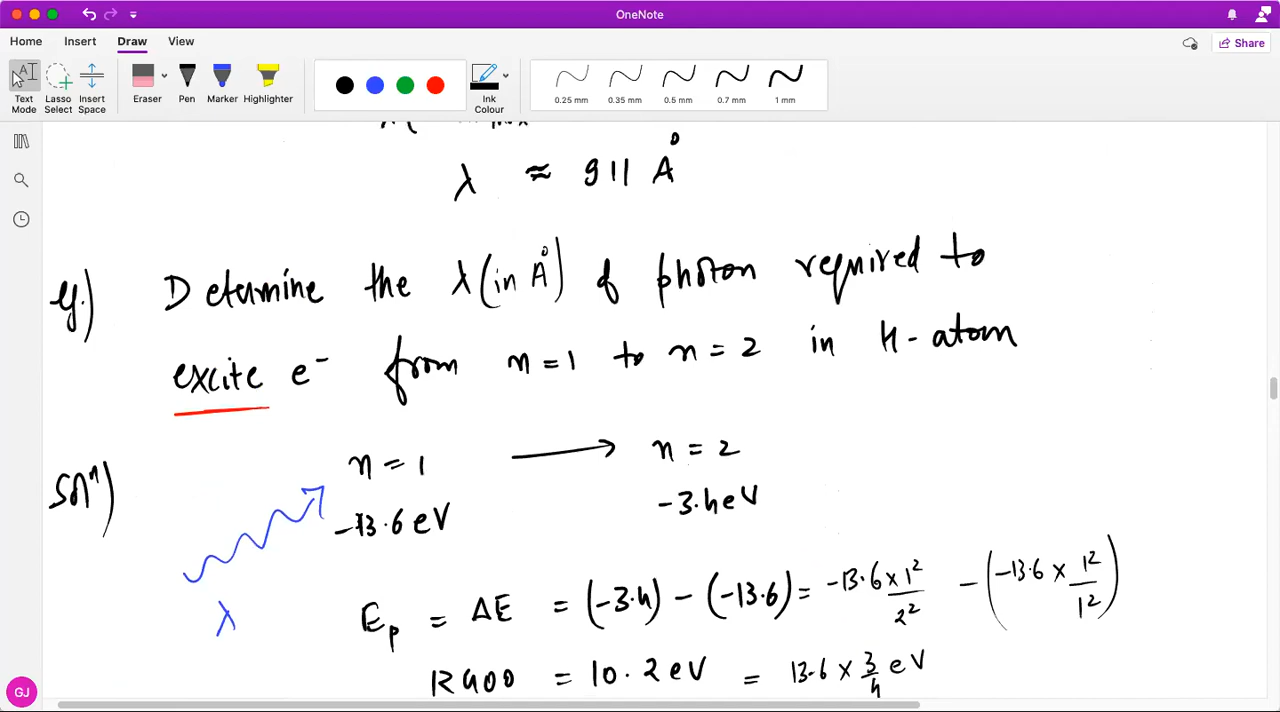 OneNote
Home Insert Draw View
Share
Text Mode
Lasso Select
Insert Space
Eraser
Pen
Marker
Highlighter
Ink Colour
0.25 mm
0.35 mm
0.5 mm
0.7 mm
1 mm
λ ≈ 911 Å
eg.) Determine the λ (in Å) of photon required to
excite e⁻ from n=1 to n=2 in H-atom
Solⁿ) n=1 → n=2
-13.6 eV -3.4 eV
λ
Eₚ = ΔE = (-3.4) - (-13.6) = -13.6 × 1²/2² - (-13.6 × 1²/1²)
12400 = 10.2 eV = 13.6 × 3/4 eV
GJ